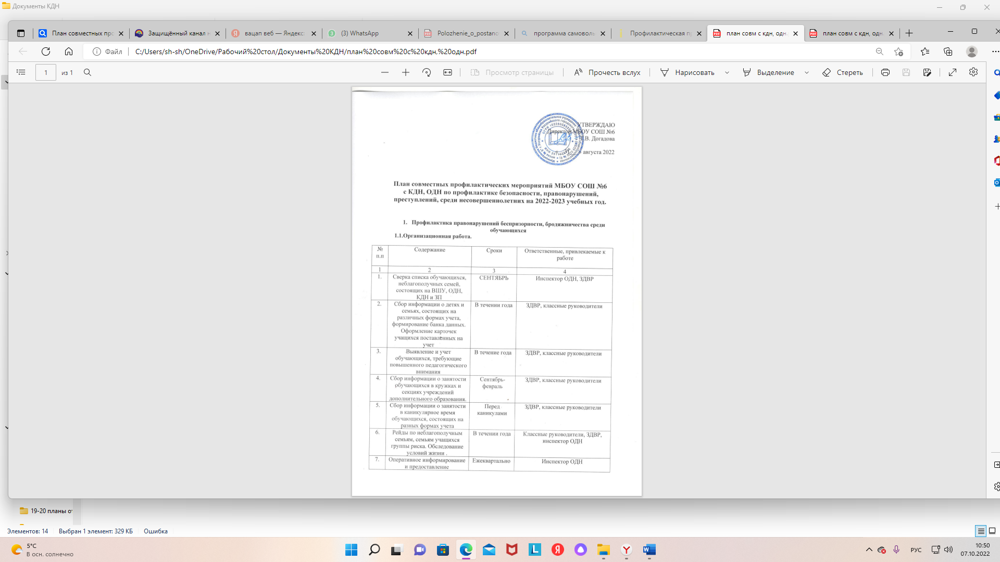 Документы КДН
План совместных про
Защищённый канал н
вацап веб — Яндекс:
(3) WhatsApp
Polozhenie_o_postano
программа самоволь
Профилактическая п
план совм с кдн, одн.
план совм с кдн, одн.
Файл
C:/Users/sh-sh/OneDrive/Рабочий%20стол/Документы%20КДН/план%20совм%20с%20кдн,%20одн.pdf
1
из 1
Просмотр страницы
Прочесть вслух
Нарисовать
Выделение
Стереть
УТВЕРЖДАЮ
Директор МБОУ СОШ №6
.В. Догадова
» августа 2022
План совместных профилактических мероприятий МБОУ СОШ №6
с КДН, ОДН по профилактике безопасности, правонарушений,
преступлений, среди несовершеннолетних на 2022-2023 учебных год.
1. Профилактика правонарушений беспризорности, бродяжничества среди
обучающихся
1.1.Организационная работа.
№
п.п
Содержание
Сроки
Ответственные, привлекаемые к
работе
1
2
3
4
1.
Сверка списка обучающихся,
неблагополучных семей,
состоящих на ВШУ, ОДН,
КДН и ЗП
СЕНТЯБРЬ
Инспектор ОДН, ЗДВР
2.
Сбор информации о детях и
семьях, состоящих на
различных формах учета,
формирование банка данных.
Оформление карточек
учащихся поставленных на
учет
В течении года
ЗДВР, классные руководители
3.
Выявление и учет
обучающихся, требующие
повышенного педагогического
внимания
В течение года
ЗДВР, классные руководители
4.
Сбор информации о занятости
обучающихся в кружках и
секциях учреждений
дополнительного образования.
Сентябрь-
февраль
ЗДВР, классные руководители
5.
Сбор информации о занятости
в каникулярное время
обучающихся, состоящих на
разных формах учета
Перед
каникулами
ЗДВР, классные руководители
6.
Рейды по неблагополучным
семьям, семьям учащихся
группы риска. Обследование
условий жизни .
В течении года
Классные руководители, ЗДВР,
инспектор ОДН
7.
Оперативное информирование
и предоставление
Ежеквартально
Инспектор ОДН
19-20 планы от
Элементов: 14
Выбран 1 элемент: 329 КБ
Ошибка
5°C
В осн. солнечно
РУС
10:50
07.10.2022